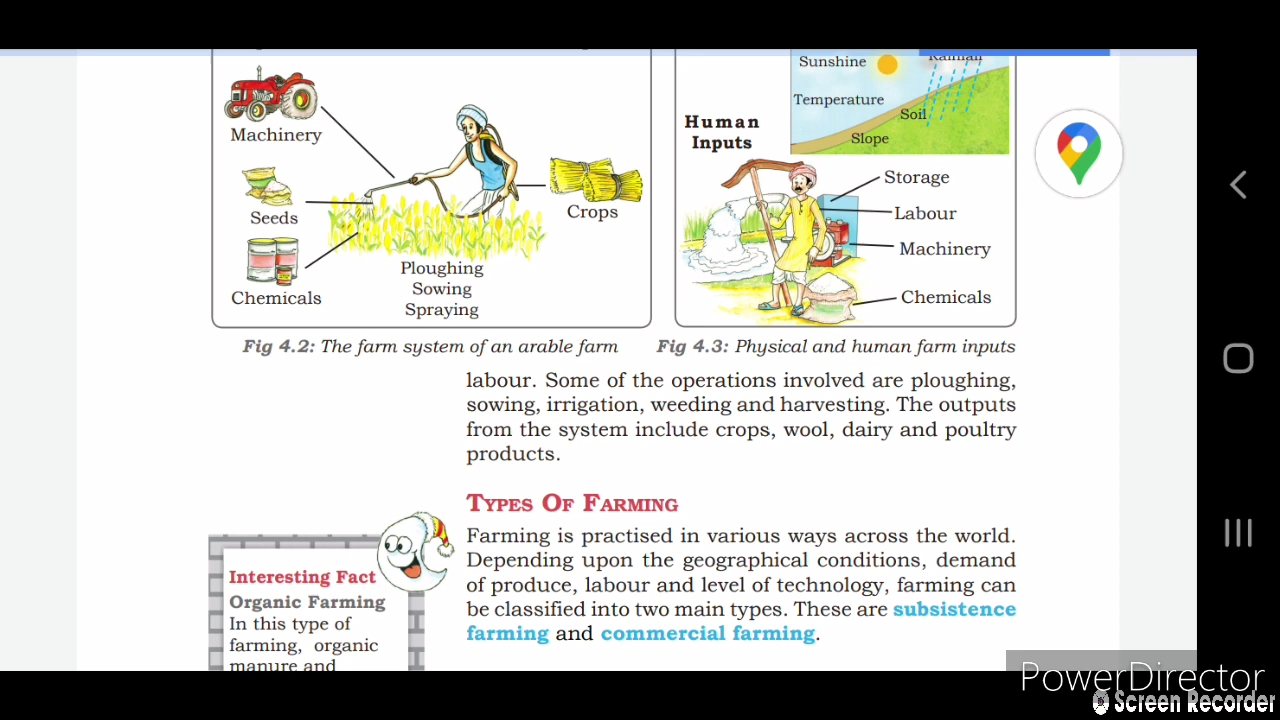 Machinery
Seeds
Chemicals
Crops
Ploughing
Sowing
Spraying
Fig 4.2: The farm system of an arable farm
Sunshine
Rainfall
Temperature
Soil
Slope
Human
Inputs
Storage
Labour
Machinery
Chemicals
Fig 4.3: Physical and human farm inputs
labour. Some of the operations involved are ploughing,
sowing, irrigation, weeding and harvesting. The outputs
from the system include crops, wool, dairy and poultry
products.
TYPES OF FARMING
Farming is practised in various ways across the world.
Depending upon the geographical conditions, demand
of produce, labour and level of technology, farming can
be classified into two main types. These are subsistence
farming and commercial farming.
Interesting Fact
Organic Farming
In this type of
farming, organic
manure and
PowerDirector
Screen Recorder